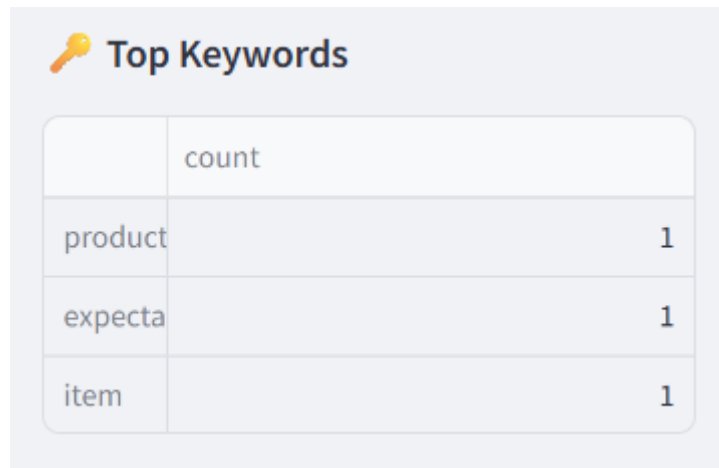 🔑 Top Keywords
count
product 1
expecta 1
item 1